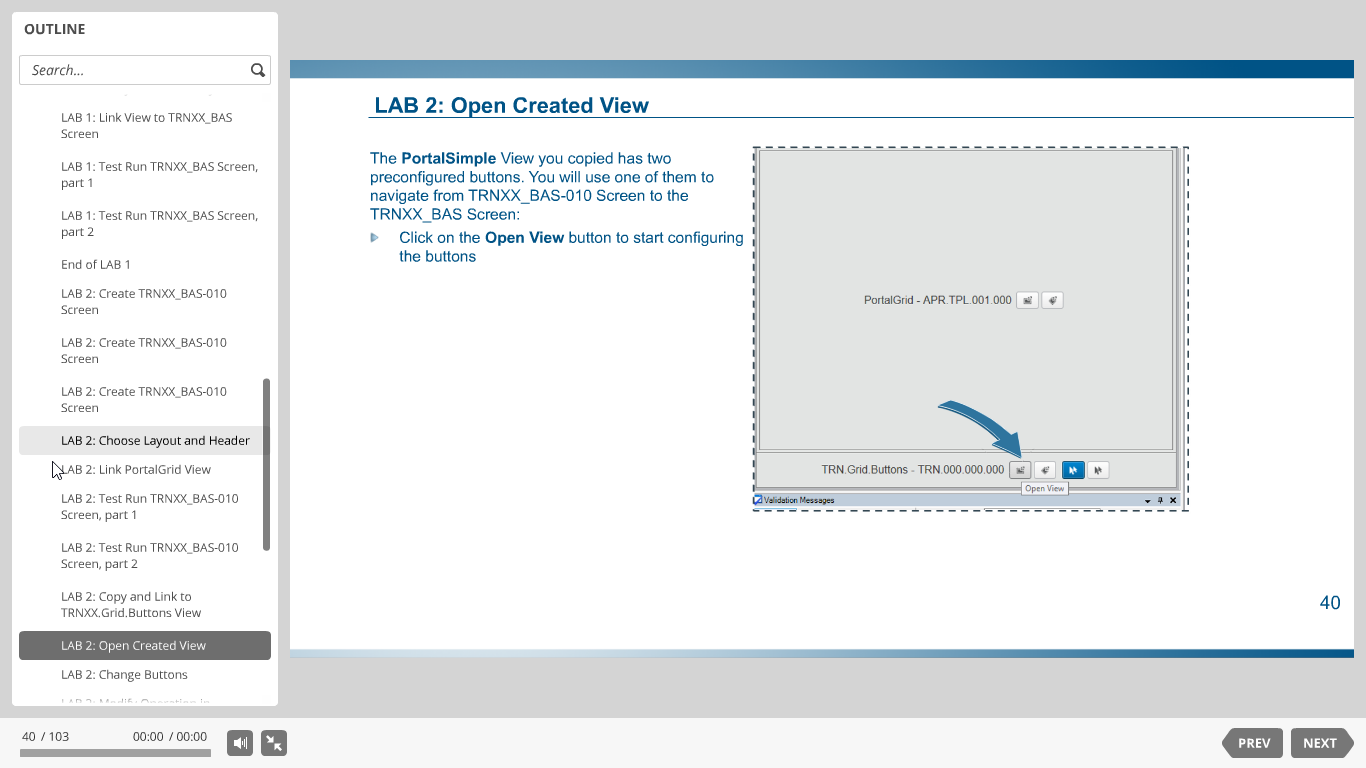 OUTLINE
Search...
LAB 1: Link View to TRNXX_BAS
Screen
LAB 1: Test Run TRNXX_BAS Screen,
part 1
LAB 1: Test Run TRNXX_BAS Screen,
part 2
End of LAB 1
LAB 2: Create TRNXX_BAS-010
Screen
LAB 2: Create TRNXX_BAS-010
Screen
LAB 2: Create TRNXX_BAS-010
Screen
LAB 2: Choose Layout and Header
LAB 2: Link PortalGrid View
LAB 2: Test Run TRNXX_BAS-010
Screen, part 1
LAB 2: Test Run TRNXX_BAS-010
Screen, part 2
LAB 2: Copy and Link to
TRNXX.Grid.Buttons View
LAB 2: Open Created View
LAB 2: Change Buttons
LAB 2: Modify Operation in
LAB 2: Open Created View
The PortalSimple View you copied has two
preconfigured buttons. You will use one of them to
navigate from TRNXX_BAS-010 Screen to the
TRNXX_BAS Screen:
Click on the Open View button to start configuring
the buttons
PortalGrid - APR.TPL.001.000
TRN.Grid.Buttons - TRN.000.000.000
Open View
Validation Messages
40
40 / 103
00:00 / 00:00
PREV
NEXT